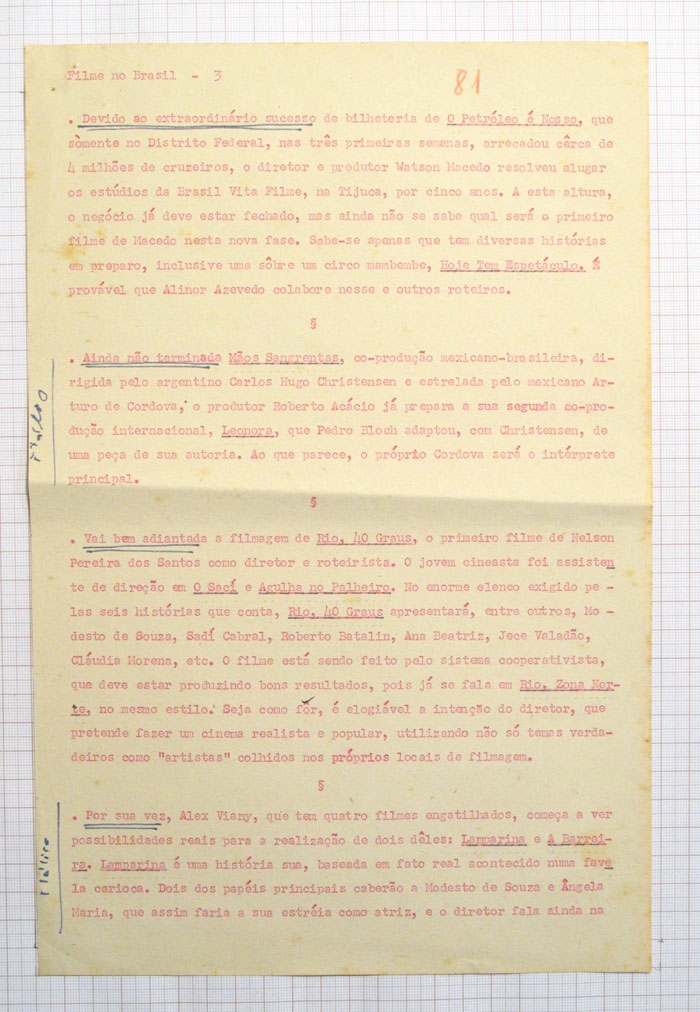 Filme no Brasil - 3
81
. Devido ao extraordinário sucesso de bilheteria de O Petróleo é Nosso, que
sòmente no Distrito Federal, nas três primeiras semanas, arrecadou cêrca de
4 milhões de cruzeiros, o diretor e produtor Watson Macedo resolveu alugar
os estúdios da Brasil Vita Filme, na Tijuca, por cinco anos. A esta altura,
o negócio já deve estar fechado, mas ainda não se sabe qual será o primeiro
filme de Macedo nesta nova fase. Sabe-se apenas que tem diversas histórias
em preparo, inclusive uma sôbre um circo mambembe, Hoje Tem Espetáculo. É
provável que Alinor Azevedo colabore nesse e outros roteiros.
§
. Ainda não terminada Mãos Sangrentas, co-produção mexicano-brasileira, di-
rigida pelo argentino Carlos Hugo Christensen e estrelada pelo mexicano Ar-
turo de Cordova, o produtor Roberto Acácio já prepara a sua segunda co-pro-
dução internacional, Leonora, que Pedro Bloch adaptou, com Christensen, de
uma peça de sua autoria. Ao que parece, o próprio Cordova será o intérprete
principal.
§
. Vai bem adiantada a filmagem de Rio, 40 Graus, o primeiro filme de Nelson
Pereira dos Santos como diretor e roteirista. O jovem cineasta foi assisten
te de direção em O Sací e Agulha no Palheiro. No enorme elenco exigido pe-
las seis histórias que conta, Rio, 40 Graus apresentará, entre outros, Mo-
desto de Souza, Sadí Cabral, Roberto Batalin, Ana Beatriz, Jece Valadão,
Cláudia Morena, etc. O filme está sendo feito pelo sistema cooperativista,
que deve estar produzindo bons resultados, pois já se fala em Rio, Zona Nor-
te, no mesmo estilo. Seja como fôr, é elogiável a intenção do diretor, que
pretende fazer um cinema realista e popular, utilizando não só temas verda-
deiros como "artistas" colhidos nos próprios locais de filmagem.
§
. Por sua vez, Alex Viany, que tem quatro filmes engatilhados, começa a ver
possibilidades reais para a realização de dois dêles: Lamparina e A Barrei-
ra. Lamparina é uma história sua, baseada em fato real acontecido numa fave
la carioca. Dois dos papéis principais caberão a Modesto de Souza e Ângela
Maria, que assim faria a sua estréia como atriz, e o diretor fala ainda na